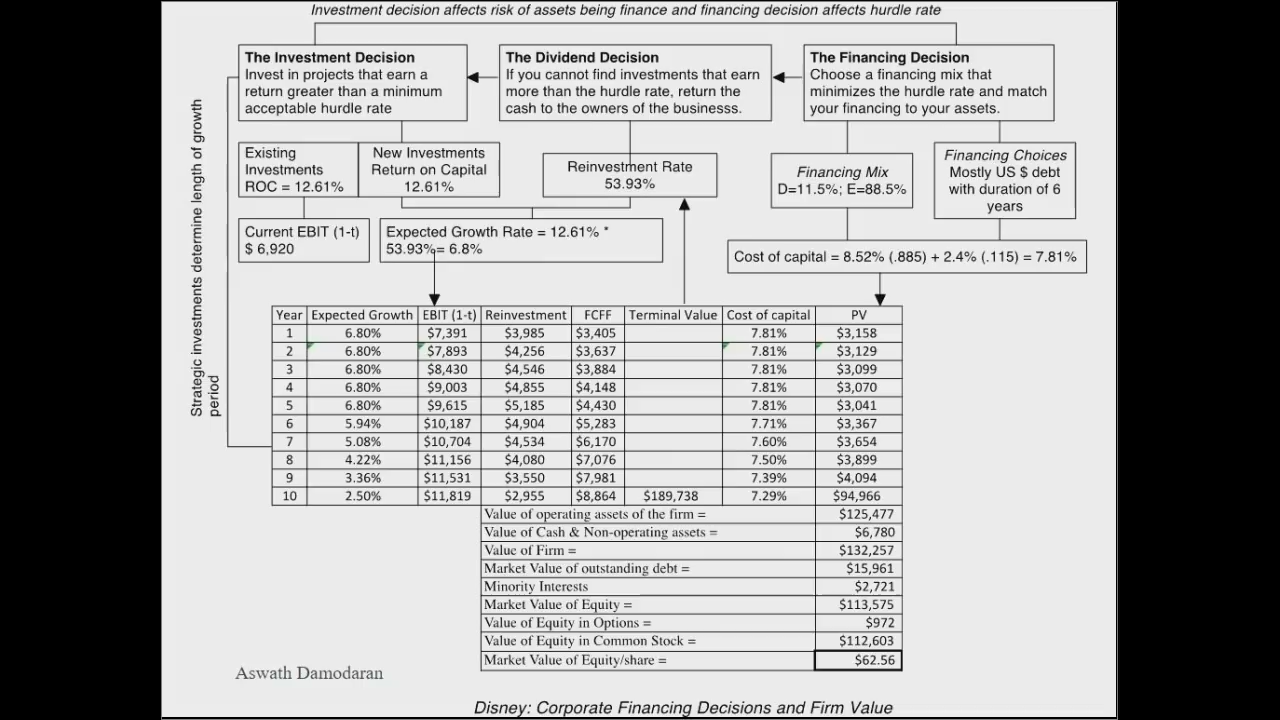 Investment decision affects risk of assets being finance and financing decision affects hurdle rate
The Investment Decision
Invest in projects that earn a
return greater than a minimum
acceptable hurdle rate
The Dividend Decision
If you cannot find investments that earn
more than the hurdle rate, return the
cash to the owners of the businesss.
The Financing Decision
Choose a financing mix that
minimizes the hurdle rate and match
your financing to your assets.
Strategic investments determine length of growth
period
Existing
Investments
ROC = 12.61%
New Investments
Return on Capital
12.61%
Reinvestment Rate
53.93%
Financing Mix
D=11.5%; E=88.5%
Financing Choices
Mostly US $ debt
with duration of 6
years
Current EBIT (1-t)
$ 6,920
Expected Growth Rate = 12.61% *
53.93%= 6.8%
Cost of capital = 8.52% (.885) + 2.4% (.115) = 7.81%
Year Expected Growth EBIT (1-t) Reinvestment FCFF Terminal Value Cost of capital PV
1 6.80% $7,391 $3,985 $3,405 7.81% $3,158
2 6.80% $7,893 $4,256 $3,637 7.81% $3,129
3 6.80% $8,430 $4,546 $3,884 7.81% $3,099
4 6.80% $9,003 $4,855 $4,148 7.81% $3,070
5 6.80% $9,615 $5,185 $4,430 7.81% $3,041
6 5.94% $10,187 $4,904 $5,283 7.71% $3,367
7 5.08% $10,704 $4,534 $6,170 7.60% $3,654
8 4.22% $11,156 $4,080 $7,076 7.50% $3,899
9 3.36% $11,531 $3,550 $7,981 7.39% $4,094
10 2.50% $11,819 $2,955 $8,864 $189,738 7.29% $94,966
Value of operating assets of the firm = $125,477
Value of Cash & Non-operating assets = $6,780
Value of Firm = $132,257
Market Value of outstanding debt = $15,961
Minority Interests $2,721
Market Value of Equity = $113,575
Value of Equity in Options = $972
Value of Equity in Common Stock = $112,603
Market Value of Equity/share = $62.56
Aswath Damodaran
Disney: Corporate Financing Decisions and Firm Value